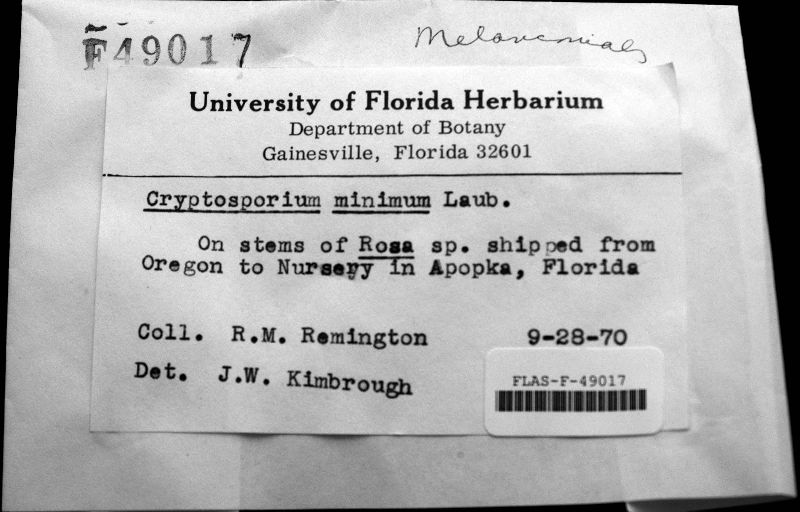 F49017
Melanconiales
University of Florida Herbarium
Department of Botany
Gainesville, Florida 32601
Cryptosporium minimum Laub.
On stems of Rosa sp. shipped from
Oregon to Nursery in Apopka, Florida
Coll. R.M. Remington 9-28-70
Det. J.W. Kimbrough
FLAS-F-49017